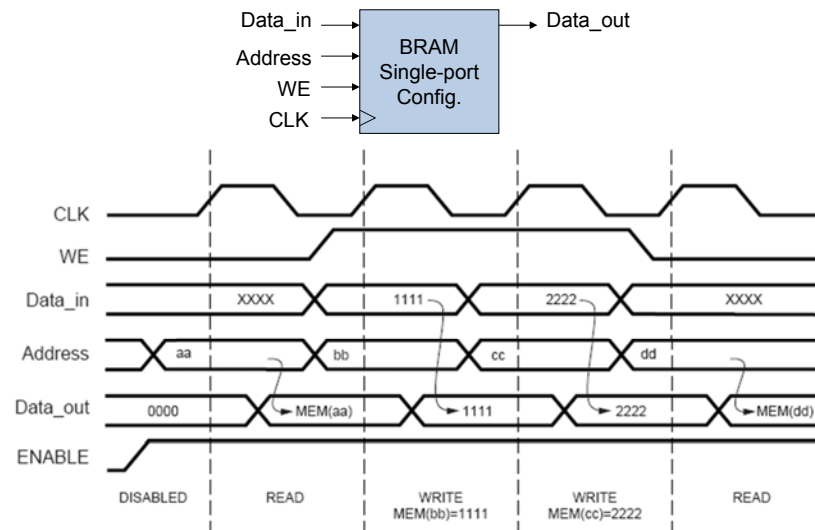 Data_in
Address
WE
CLK
BRAM
Single-port
Config.
Data_out
CLK
WE
Data_in XXXX 1111 2222 XXXX
Address aa bb cc dd
Data_out 0000 MEM(aa) 1111 2222 MEM(dd)
ENABLE
DISABLED READ WRITE WRITE READ
MEM(bb)=1111 MEM(cc)=2222